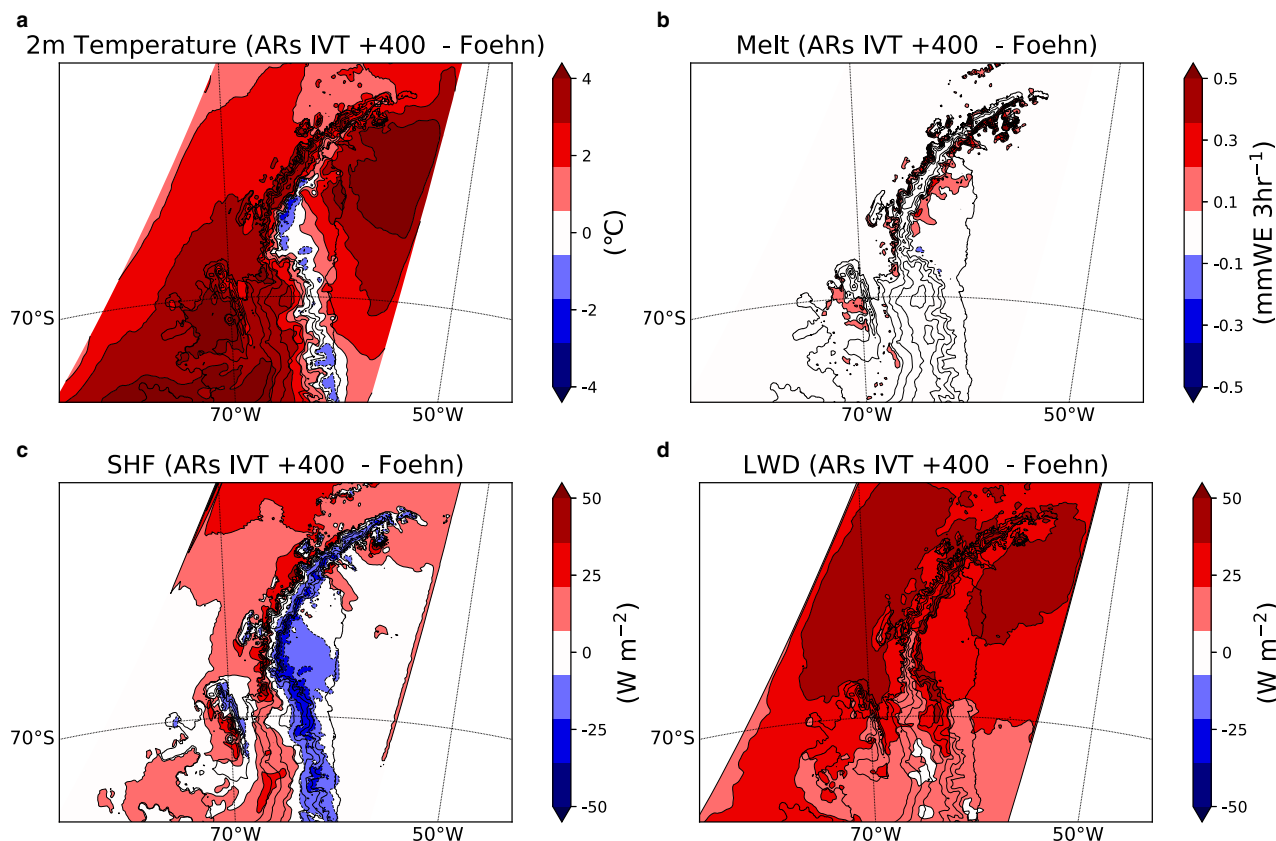 a
2m Temperature (ARs IVT +400 - Foehn)
4
2
0
-2
-4
(°C)
70°S
70°W
50°W
b
Melt (ARs IVT +400 - Foehn)
0.5
0.3
0.1
-0.1
-0.3
-0.5
(mmWE 3hr⁻¹)
70°S
70°W
50°W
c
SHF (ARs IVT +400 - Foehn)
50
25
0
-25
-50
(W m⁻²)
70°S
70°W
50°W
d
LWD (ARs IVT +400 - Foehn)
50
25
0
-25
-50
(W m⁻²)
70°S
70°W
50°W